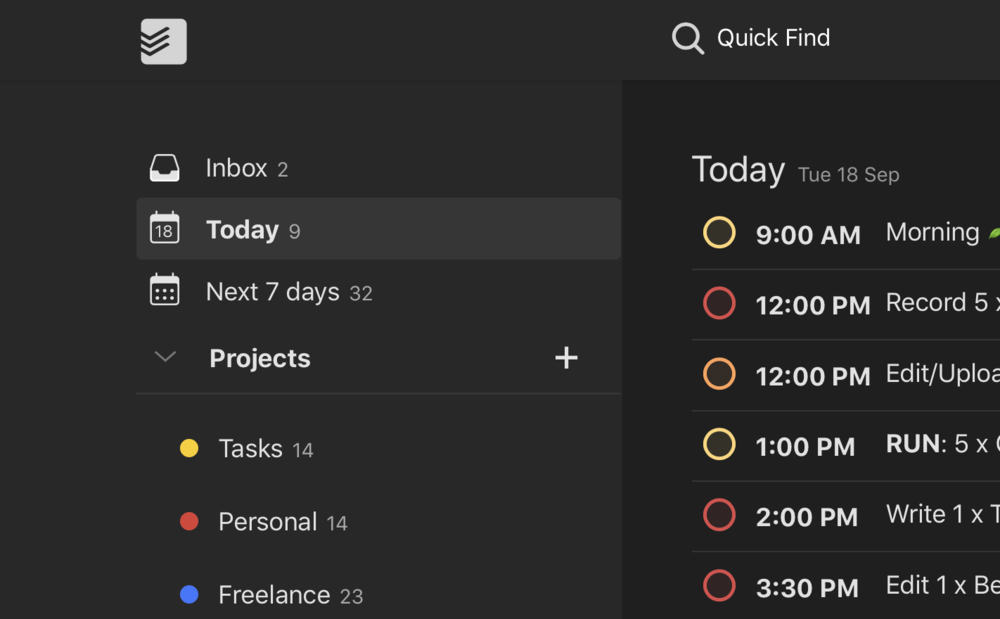 Quick Find
Inbox 2
18 Today 9
Next 7 days 32
Projects +
Tasks 14
Personal 14
Freelance 23
Today Tue 18 Sep
9:00 AM Morning
12:00 PM Record 5
12:00 PM Edit/Uploa
1:00 PM RUN: 5 x
2:00 PM Write 1 x T
3:30 PM Edit 1 x Be